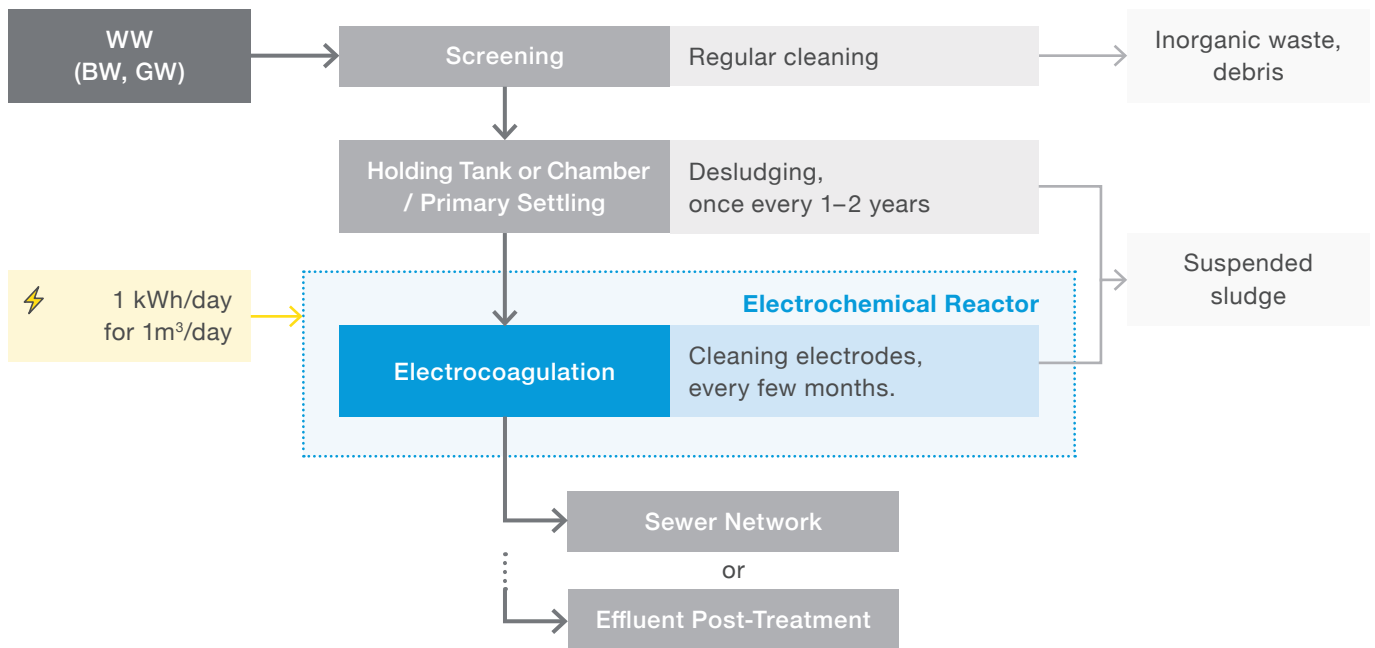 WW
(BW, GW)
Screening
Regular cleaning
Inorganic waste,
debris
Holding Tank or Chamber
/ Primary Settling
Desludging,
once every 1–2 years
Suspended
sludge
1 kWh/day
for 1m³/day
Electrochemical Reactor
Electrocoagulation
Cleaning electrodes,
every few months.
Sewer Network
or
Effluent Post-Treatment